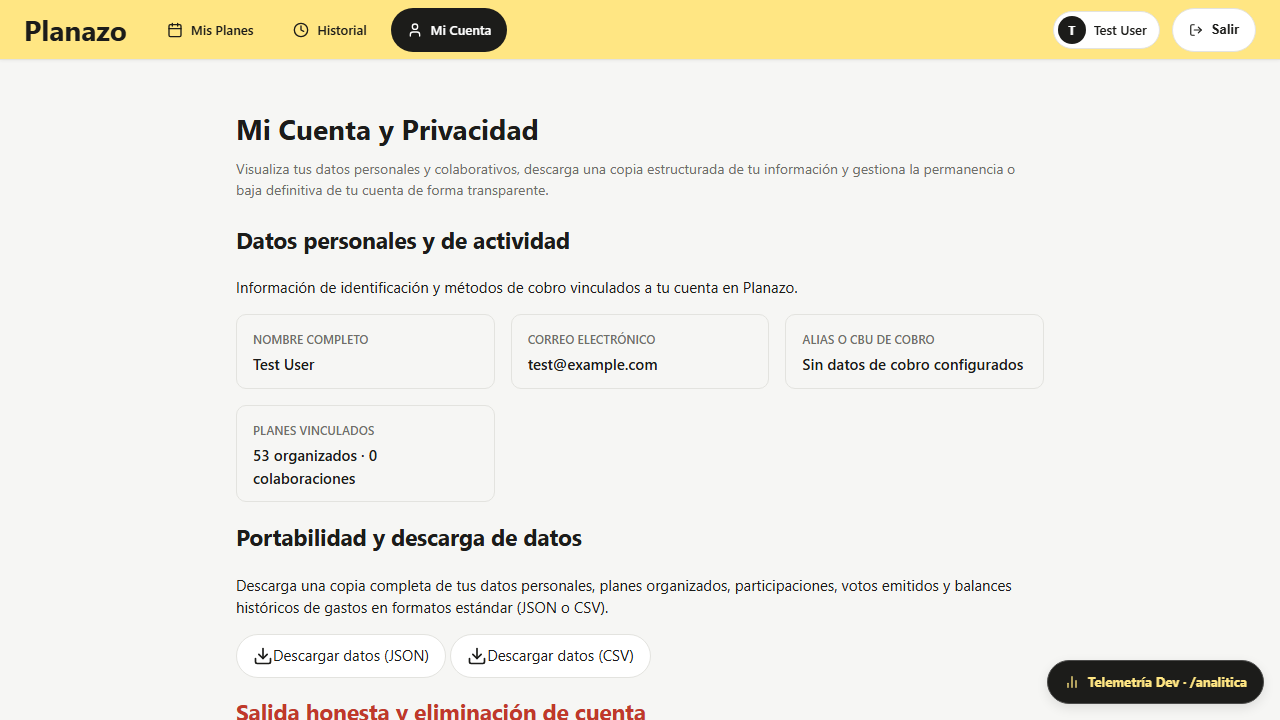 Planazo
Mis Planes
Historial
Mi Cuenta
T
Test User
Salir
Mi Cuenta y Privacidad
Visualiza tus datos personales y colaborativos, descarga una copia estructurada de tu información y gestiona la permanencia o
baja definitiva de tu cuenta de forma transparente.
Datos personales y de actividad
Información de identificación y métodos de cobro vinculados a tu cuenta en Planazo.
NOMBRE COMPLETO
Test User
CORREO ELECTRÓNICO
test@example.com
ALIAS O CBU DE COBRO
Sin datos de cobro configurados
PLANES VINCULADOS
53 organizados · 0
colaboraciones
Portabilidad y descarga de datos
Descarga una copia completa de tus datos personales, planes organizados, participaciones, votos emitidos y balances
históricos de gastos en formatos estándar (JSON o CSV).
Descargar datos (JSON)
Descargar datos (CSV)
Telemetría Dev · /analitica
Salida honesta y eliminación de cuenta